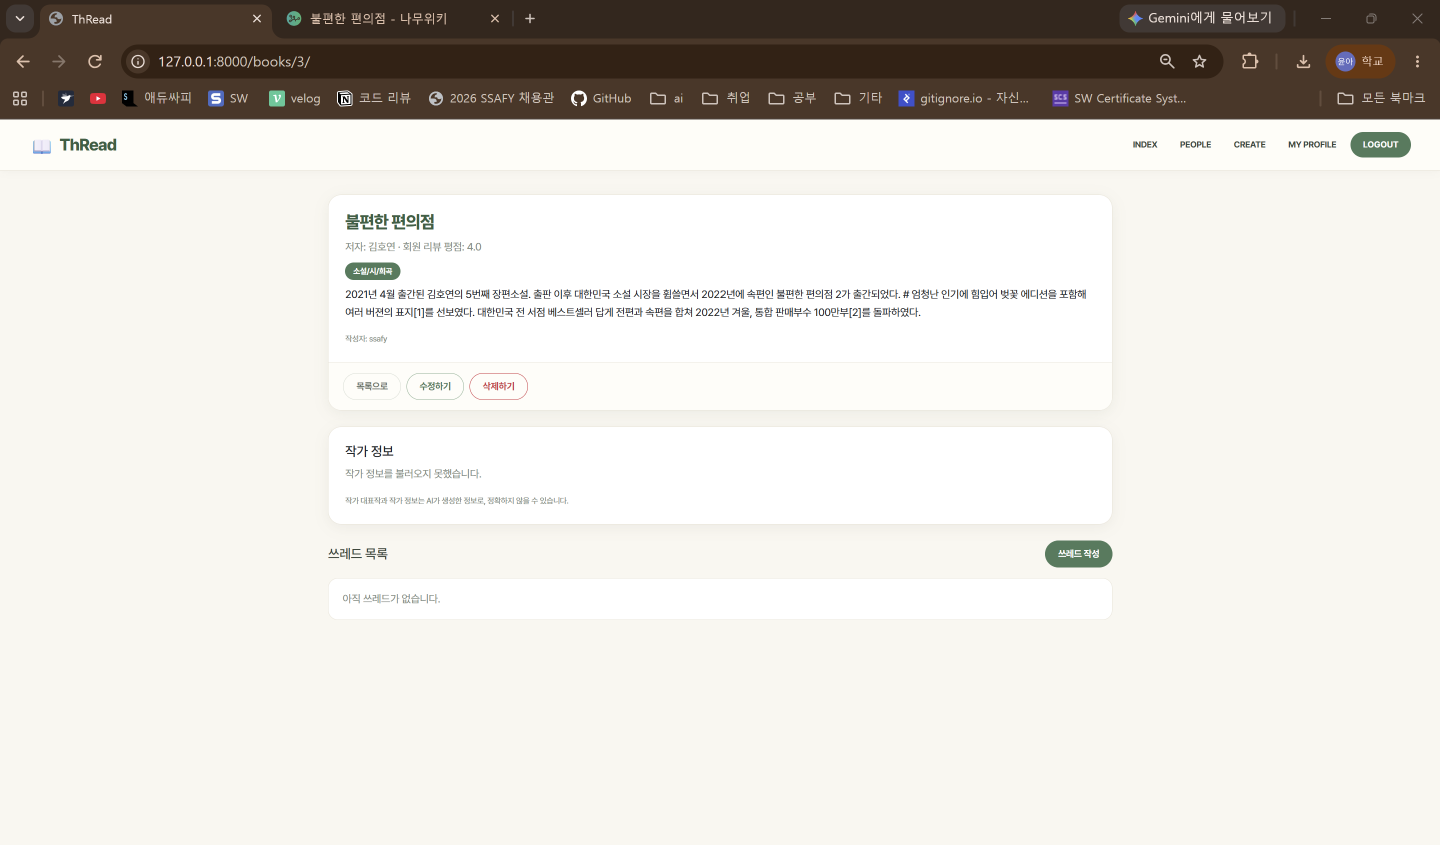 ThRead
불편한 편의점 - 나무위키
Gemini에게 물어보기
127.0.0.1:8000/books/3/
윤아 학교
애듀싸피
SW
velog
코드 리뷰
2026 SSAFY 채용관
GitHub
ai
취업
공부
기타
gitignore.io - 자신...
SW Certificate Syst...
모든 북마크
ThRead
INDEX
PEOPLE
CREATE
MY PROFILE
LOGOUT
불편한 편의점
저자: 김호연 · 회원 리뷰 평점: 4.0
소설/시/희곡
2021년 4월 출간된 김호연의 5번째 장편소설. 출판 이후 대한민국 소설 시장을 휩쓸면서 2022년에 속편인 불편한 편의점 2가 출간되었다. # 엄청난 인기에 힘입어 벚꽃 에디션을 포함해
여러 버젼의 표지[1]를 선보였다. 대한민국 전 서점 베스트셀러 답게 전편과 속편을 합쳐 2022년 겨울, 통합 판매부수 100만부[2]를 돌파하였다.
작성자: ssafy
목록으로
수정하기
삭제하기
작가 정보
작가 정보를 불러오지 못했습니다.
작가 대표작과 작가 정보는 AI가 생성한 정보로, 정확하지 않을 수 있습니다.
쓰레드 목록
쓰레드 작성
아직 쓰레드가 없습니다.